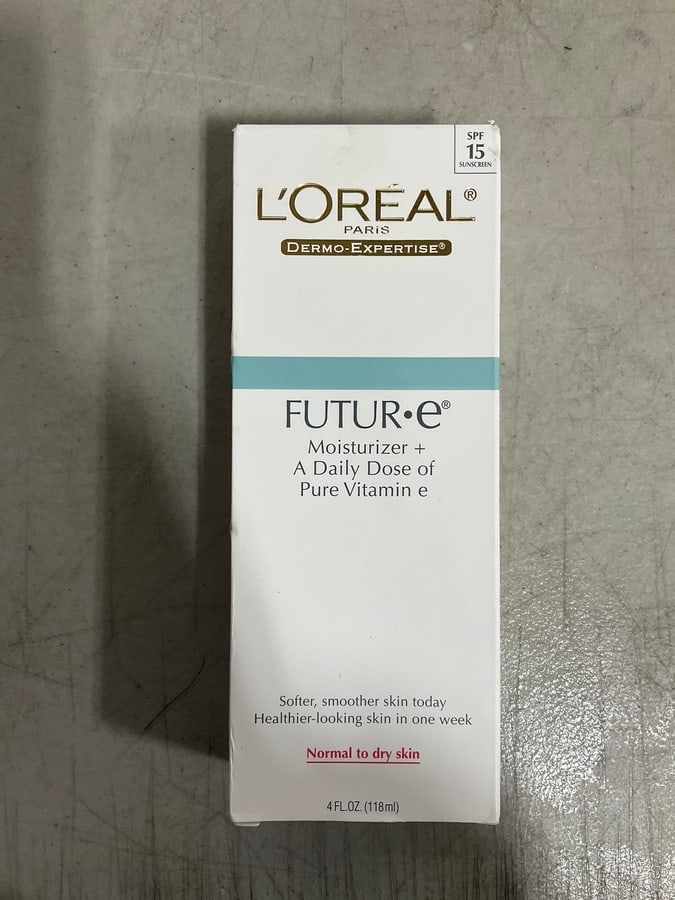 SPF
15
SUNSCREEN
L'ORÉAL®
PARIS
DERMO-EXPERTISE®
FUTUR•e®
Moisturizer +
A Daily Dose of
Pure Vitamin e
Softer, smoother skin today
Healthier-looking skin in one week
Normal to dry skin
4 FL.OZ. (118ml)